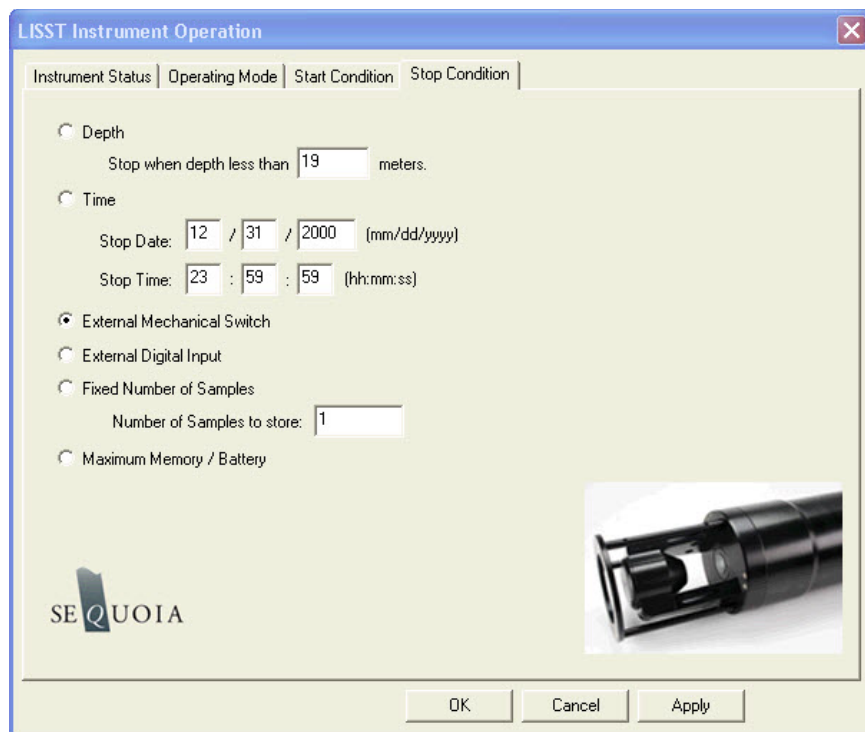 LISST Instrument Operation
Instrument Status Operating Mode Start Condition Stop Condition
Depth
Stop when depth less than 19 meters.
Time
Stop Date: 12 / 31 / 2000 (mm/dd/yyyy)
Stop Time: 23 : 59 : 59 (hh:mm:ss)
External Mechanical Switch
External Digital Input
Fixed Number of Samples
Number of Samples to store: 1
Maximum Memory / Battery
SEQUOIA
OK Cancel Apply